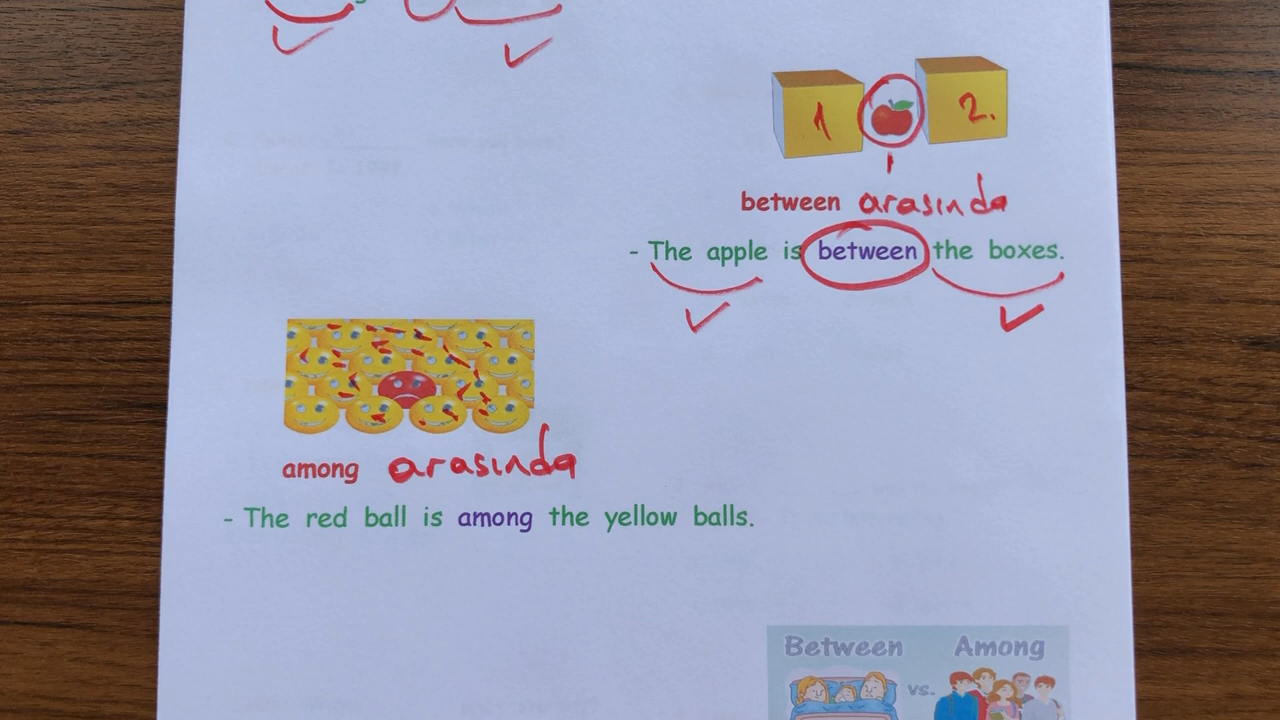 1 2.
between arasında
- The apple is between the boxes.
among arasında
- The red ball is among the yellow balls.
Between vs. Among